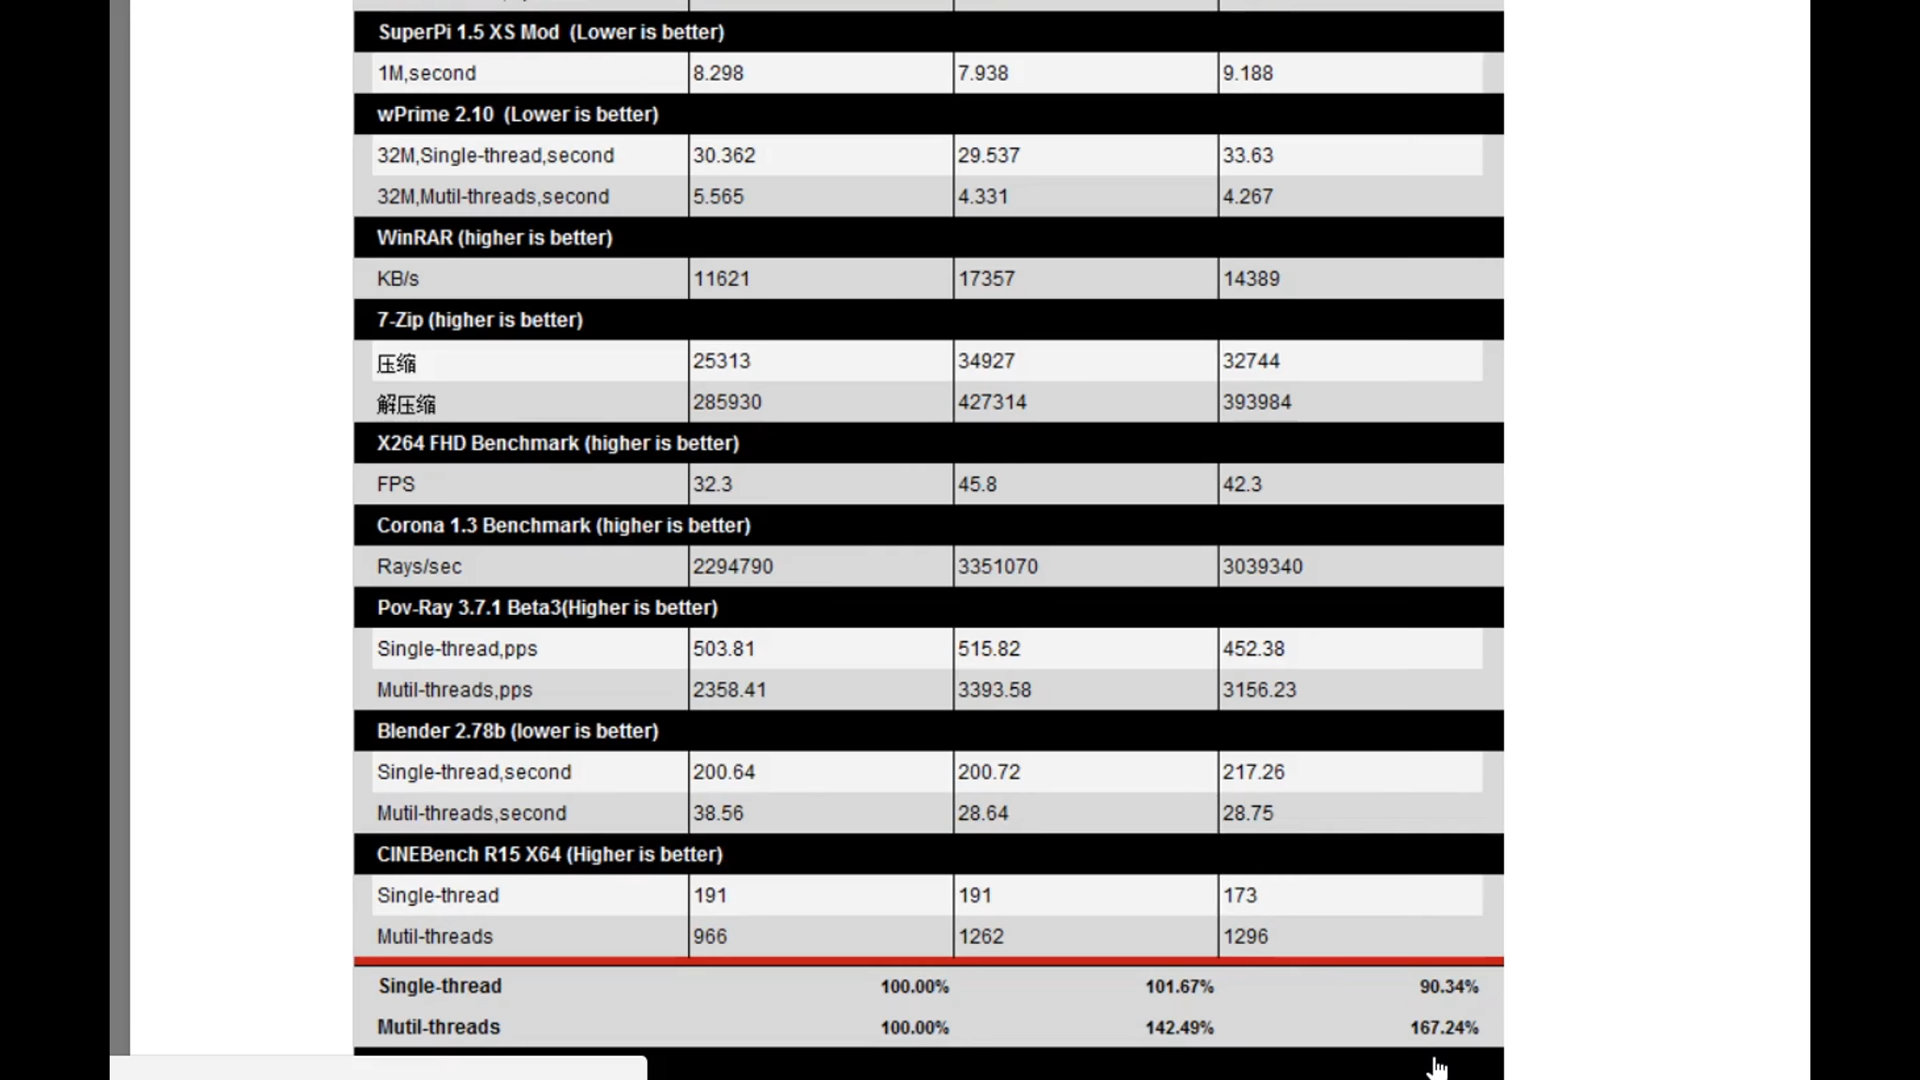 SuperPi 1.5 XS Mod (Lower is better)
1M,second 8.298 7.938 9.188
wPrime 2.10 (Lower is better)
32M,Single-thread,second 30.362 29.537 33.63
32M,Mutil-threads,second 5.565 4.331 4.267
WinRAR (higher is better)
KB/s 11621 17357 14389
7-Zip (higher is better)
压缩 25313 34927 32744
解压缩 285930 427314 393984
X264 FHD Benchmark (higher is better)
FPS 32.3 45.8 42.3
Corona 1.3 Benchmark (higher is better)
Rays/sec 2294790 3351070 3039340
Pov-Ray 3.7.1 Beta3(Higher is better)
Single-thread,pps 503.81 515.82 452.38
Mutil-threads,pps 2358.41 3393.58 3156.23
Blender 2.78b (lower is better)
Single-thread,second 200.64 200.72 217.26
Mutil-threads,second 38.56 28.64 28.75
CINEBench R15 X64 (Higher is better)
Single-thread 191 191 173
Mutil-threads 966 1262 1296
Single-thread 100.00% 101.67% 90.34%
Mutil-threads 100.00% 142.49% 167.24%